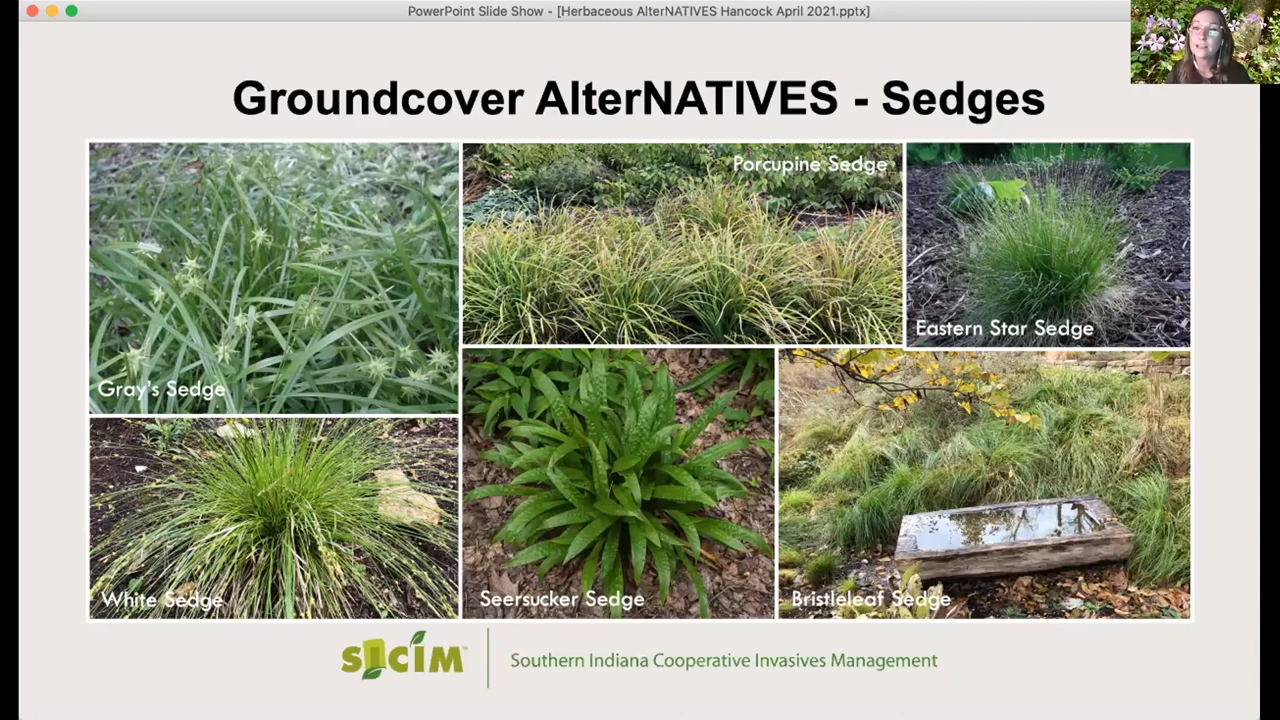 PowerPoint Slide Show - [Herbaceous AlterNATIVES Hancock April 2021.pptx]
Groundcover AlterNATIVES - Sedges
Porcupine Sedge
Eastern Star Sedge
Gray's Sedge
White Sedge
Seersucker Sedge
Bristleleaf Sedge
SICIM™
Southern Indiana Cooperative Invasives Management